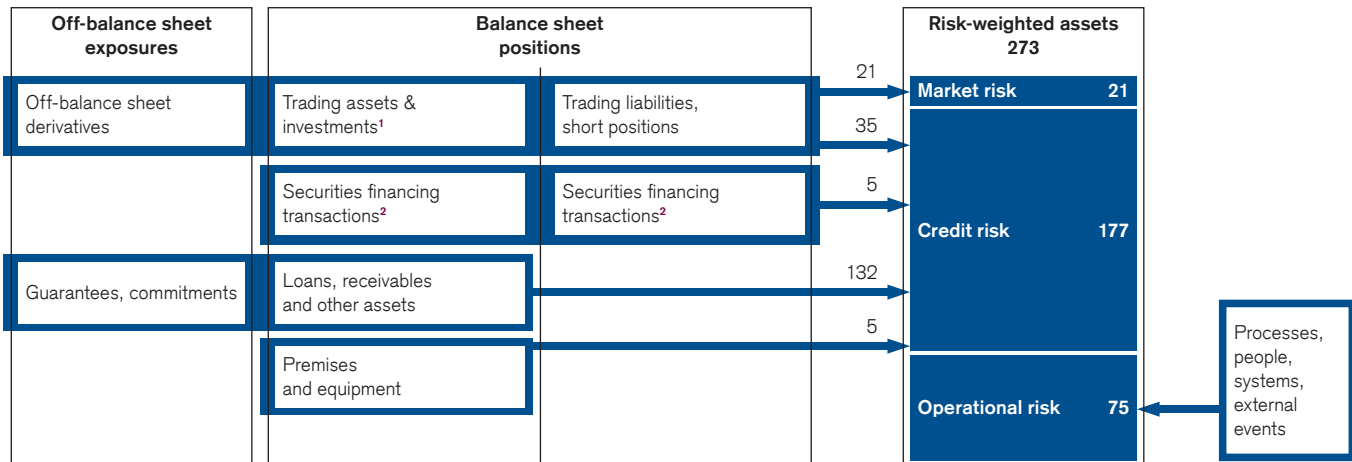 Off-balance sheet
exposures
Balance sheet
positions
Risk-weighted assets
273
Off-balance sheet
derivatives
Trading assets &
investments¹
Trading liabilities,
short positions
21
35
Market risk 21
Securities financing
transactions²
Securities financing
transactions²
5
Credit risk 177
Guarantees, commitments
Loans, receivables
and other assets
132
Premises
and equipment
5
Operational risk 75
Processes,
people,
systems,
external
events